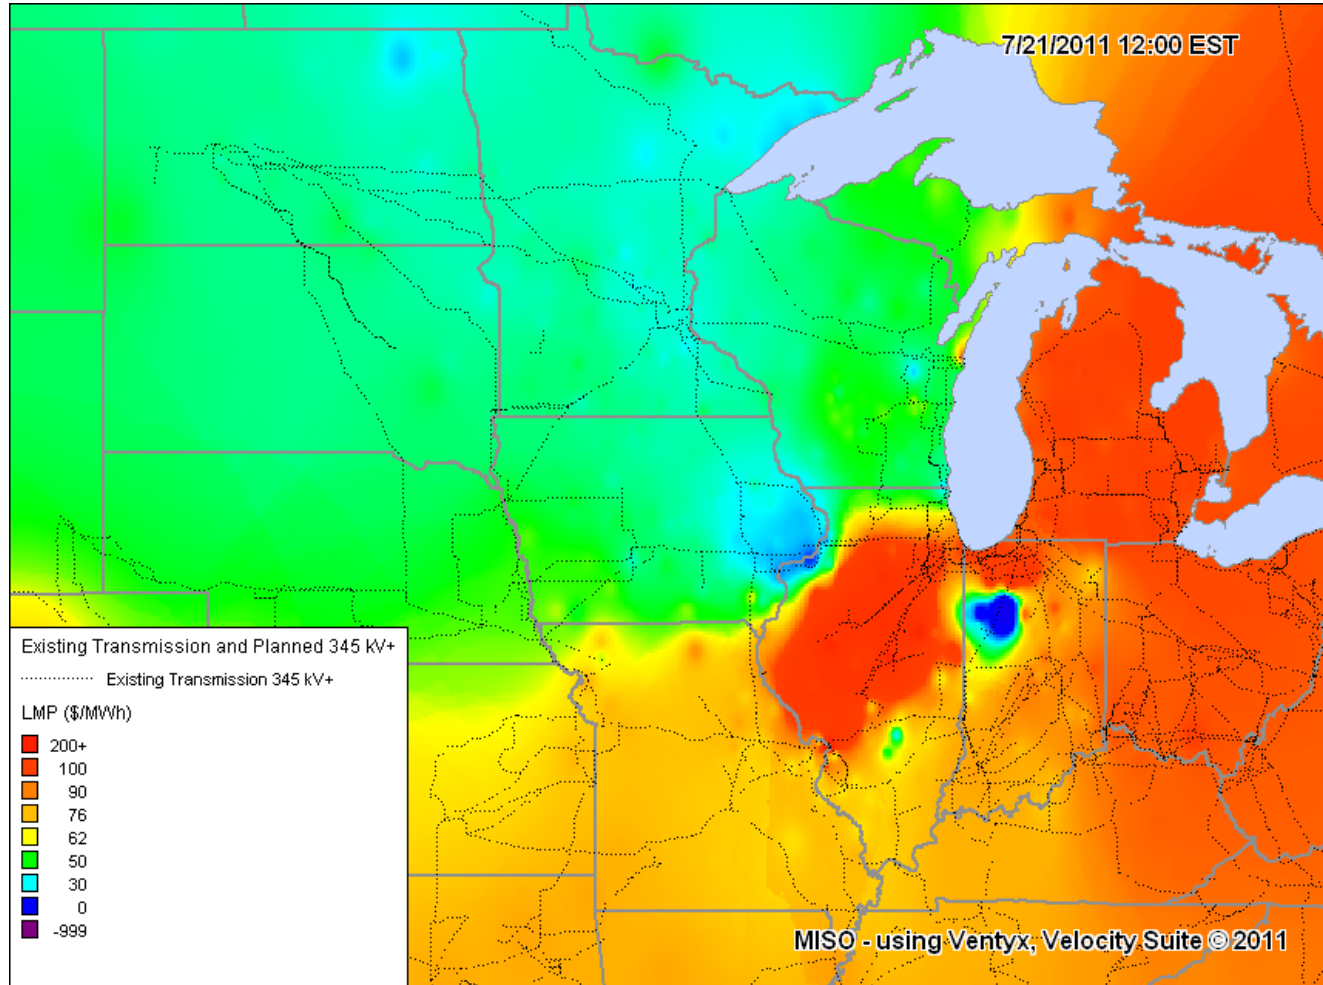 7/21/2011 12:00 EST
Existing Transmission and Planned 345 kV+
Existing Transmission 345 kV+
LMP ($/MWh)
200+
100
90
76
62
50
30
0
-999
MISO - using Ventyx, Velocity Suite © 2011